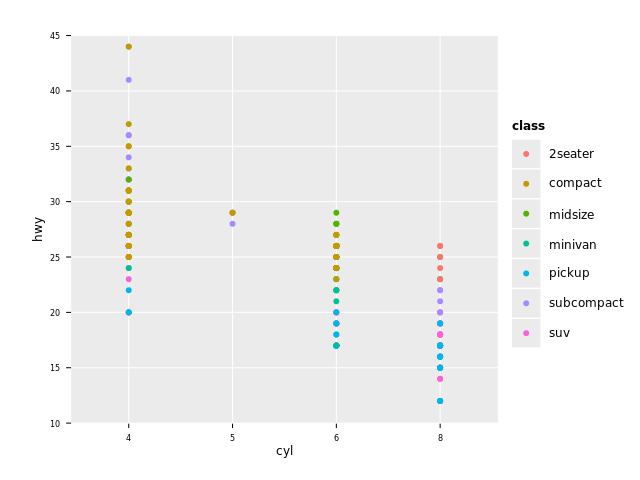 45
40
35
30
25
20
15
10
hwy
4 5 6 8
cyl
class
2seater
compact
midsize
minivan
pickup
subcompact
suv